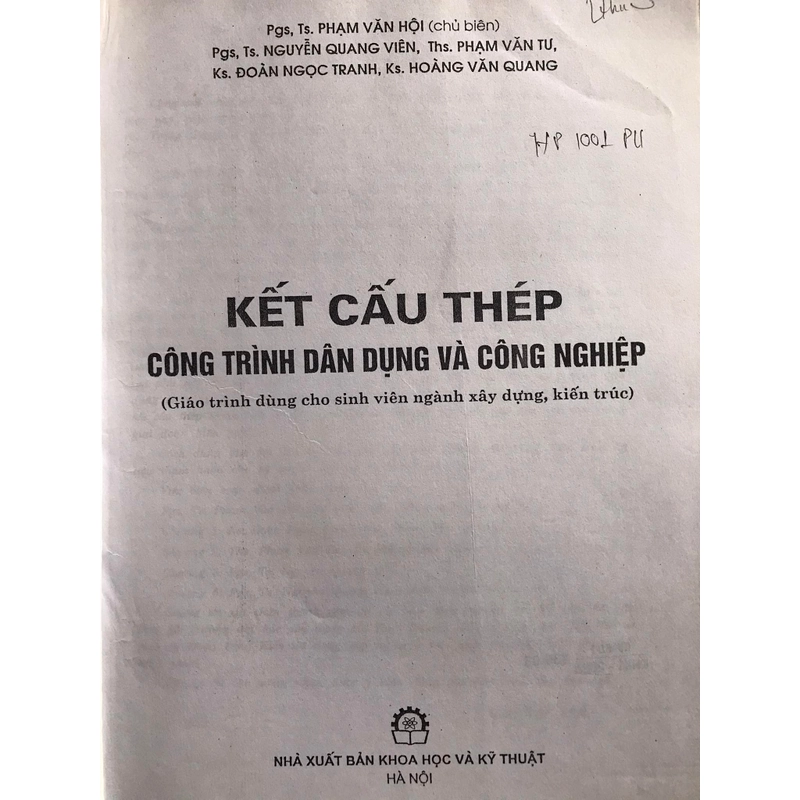 Pgs, Ts. PHẠM VĂN HỘI (chủ biên)
Pgs, Ts. NGUYỄN QUANG VIÊN, Ths. PHẠM VĂN TƯ,
Ks. ĐOÀN NGỌC TRANH, Ks. HOÀNG VĂN QUANG
KẾT CẤU THÉP
CÔNG TRÌNH DÂN DỤNG VÀ CÔNG NGHIỆP
(Giáo trình dùng cho sinh viên ngành xây dựng, kiến trúc)
NHÀ XUẤT BẢN KHOA HỌC VÀ KỸ THUẬT
HÀ NỘI